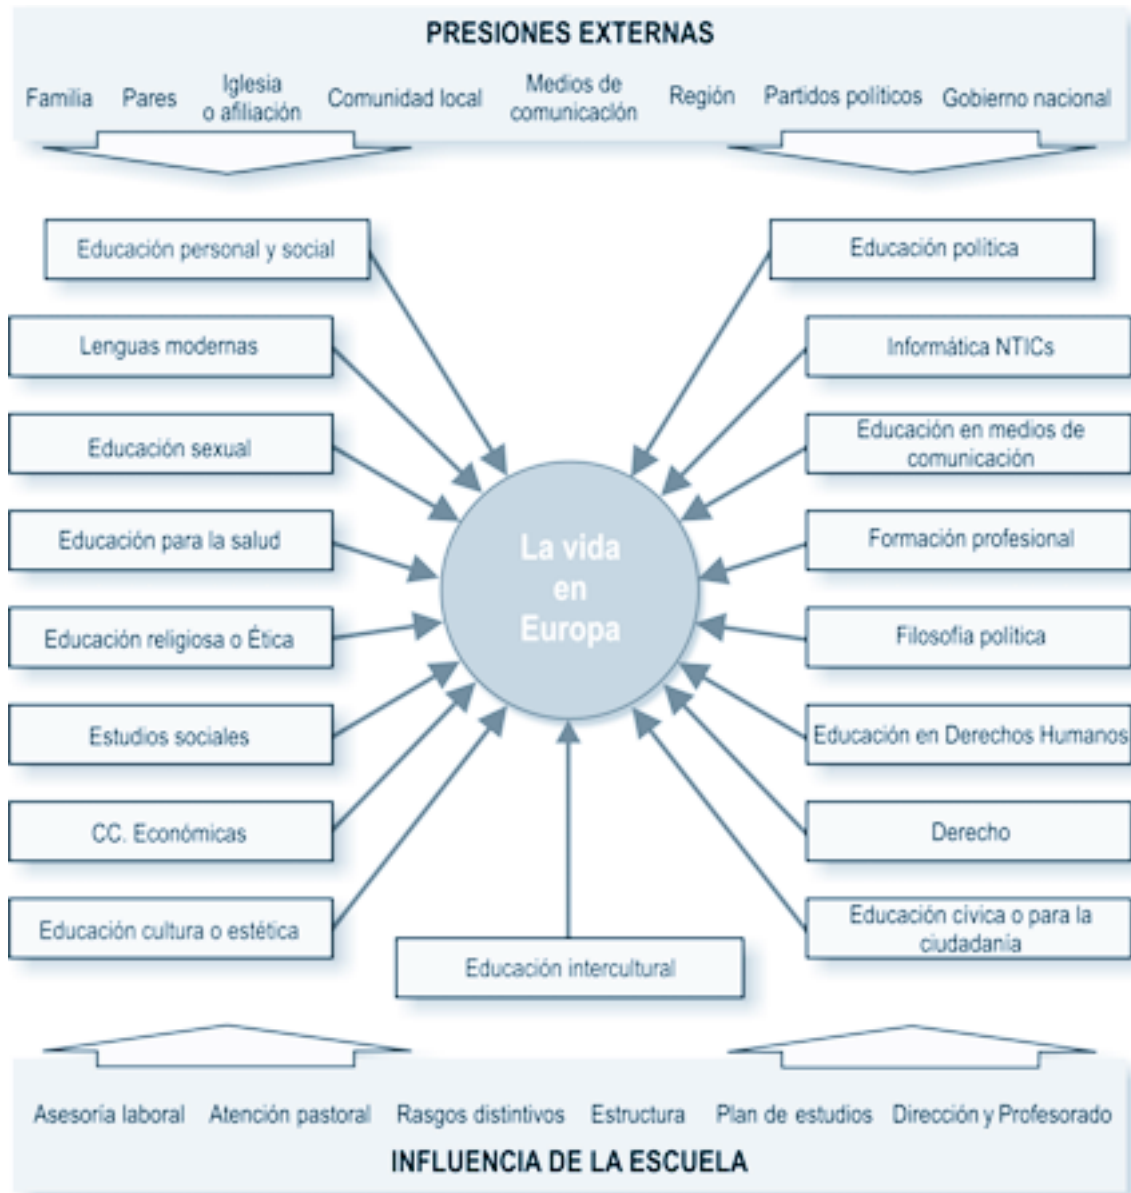 PRESIONES EXTERNAS
Familia
Pares
Iglesia
o afiliación
Comunidad local
Medios de
comunicación
Región
Partidos políticos
Gobierno nacional
Educación personal y social
Educación política
Lenguas modernas
Informática NTICs
Educación sexual
Educación en medios de
comunicación
Educación para la salud
Formación profesional
La vida
en
Europa
Educación religiosa o Ética
Filosofía política
Estudios sociales
Educación en Derechos Humanos
CC. Económicas
Derecho
Educación cultura o estética
Educación cívica o para la
ciudadanía
Educación intercultural
Asesoría laboral
Atención pastoral
Rasgos distintivos
Estructura
Plan de estudios
Dirección y Profesorado
INFLUENCIA DE LA ESCUELA